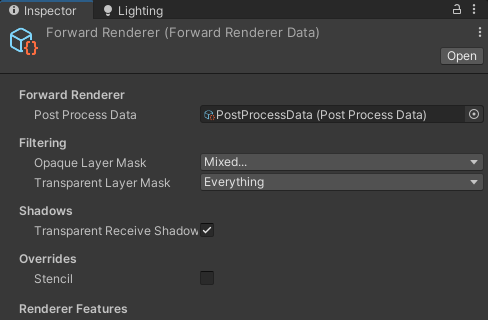 Inspector Lighting
Forward Renderer (Forward Renderer Data)
Open
Forward Renderer
Post Process Data PostProcessData (Post Process Data)
Filtering
Opaque Layer Mask Mixed...
Transparent Layer Mask Everything
Shadows
Transparent Receive Shadow
Overrides
Stencil
Renderer Features